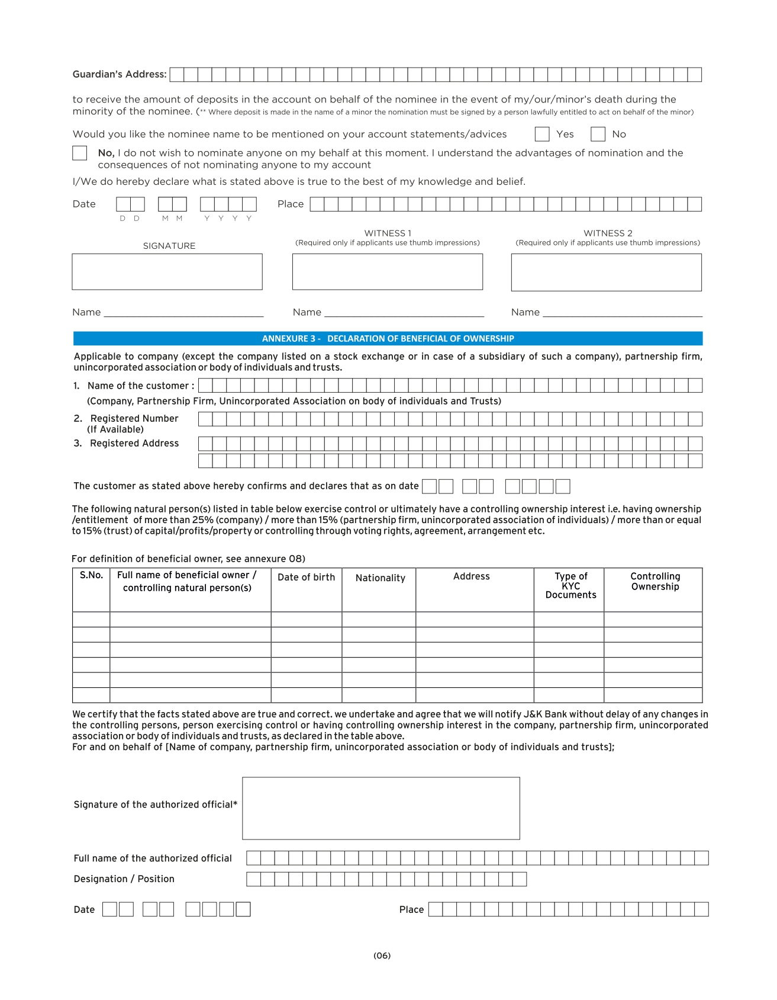 Guardian's Address:
to receive the amount of deposits in the account on behalf of the nominee in the event of my/our/minor's death during the
minority of the nominee. (** Where deposit is made in the name of a minor the nomination must be signed by a person lawfully entitled to act on behalf of the minor)
Would you like the nominee name to be mentioned on your account statements/advices Yes No
No, I do not wish to nominate anyone on my behalf at this moment. I understand the advantages of nomination and the
consequences of not nominating anyone to my account
I/We do hereby declare what is stated above is true to the best of my knowledge and belief.
Date Place
D D M M Y Y Y Y
SIGNATURE
WITNESS 1
(Required only if applicants use thumb impressions)
WITNESS 2
(Required only if applicants use thumb impressions)
Name Name Name
ANNEXURE 3 - DECLARATION OF BENEFICIAL OF OWNERSHIP
Applicable to company (except the company listed on a stock exchange or in case of a subsidiary of such a company), partnership firm,
unincorporated association or body of individuals and trusts.
1. Name of the customer :
(Company, Partnership Firm, Unincorporated Association on body of individuals and Trusts)
2. Registered Number
(If Available)
3. Registered Address
The customer as stated above hereby confirms and declares that as on date
The following natural person(s) listed in table below exercise control or ultimately have a controlling ownership interest i.e. having ownership
/entitlement of more than 25% (company) / more than 15% (partnership firm, unincorporated association of individuals) / more than or equal
to 15% (trust) of capital/profits/property or controlling through voting rights, agreement, arrangement etc.
For definition of beneficial owner, see annexure 08)
S.No.
Full name of beneficial owner /
controlling natural person(s)
Date of birth
Nationality
Address
Type of
KYC
Documents
Controlling
Ownership
We certify that the facts stated above are true and correct. we undertake and agree that we will notify J&K Bank without delay of any changes in
the controlling persons, person exercising control or having controlling ownership interest in the company, partnership firm, unincorporated
association or body of individuals and trusts, as declared in the table above.
For and on behalf of [Name of company, partnership firm, unincorporated association or body of individuals and trusts];
Signature of the authorized official*
Full name of the authorized official
Designation / Position
Date Place
(06)